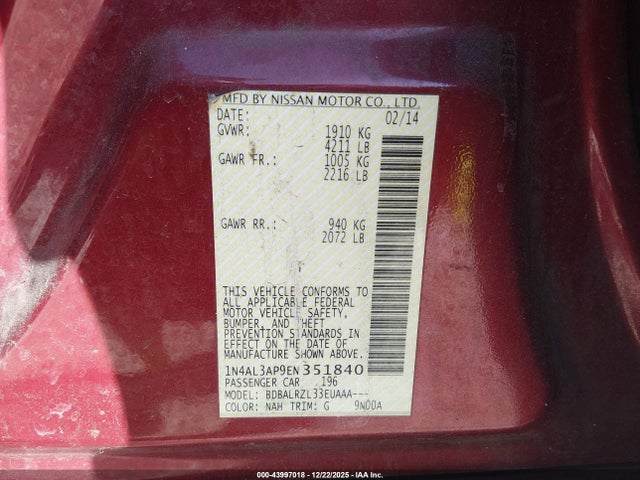 MFD BY NISSAN MOTOR CO., LTD.
DATE: 02/14
GVWR: 1910 KG
4211 LB
GAWR FR.: 1005 KG
2216 LB
GAWR RR.: 940 KG
2072 LB
THIS VEHICLE CONFORMS TO
ALL APPLICABLE FEDERAL
MOTOR VEHICLE SAFETY,
BUMPER, AND THEFT
PREVENTION STANDARDS IN
EFFECT ON THE DATE OF
MANUFACTURE SHOWN ABOVE.
1N4AL3AP9EN351840
PASSENGER CAR 196
MODEL: BDBALRZL33EUAAA---
COLOR: NAH TRIM: G 9N00A
000-43997018 - 12/22/2025 - IAA Inc.